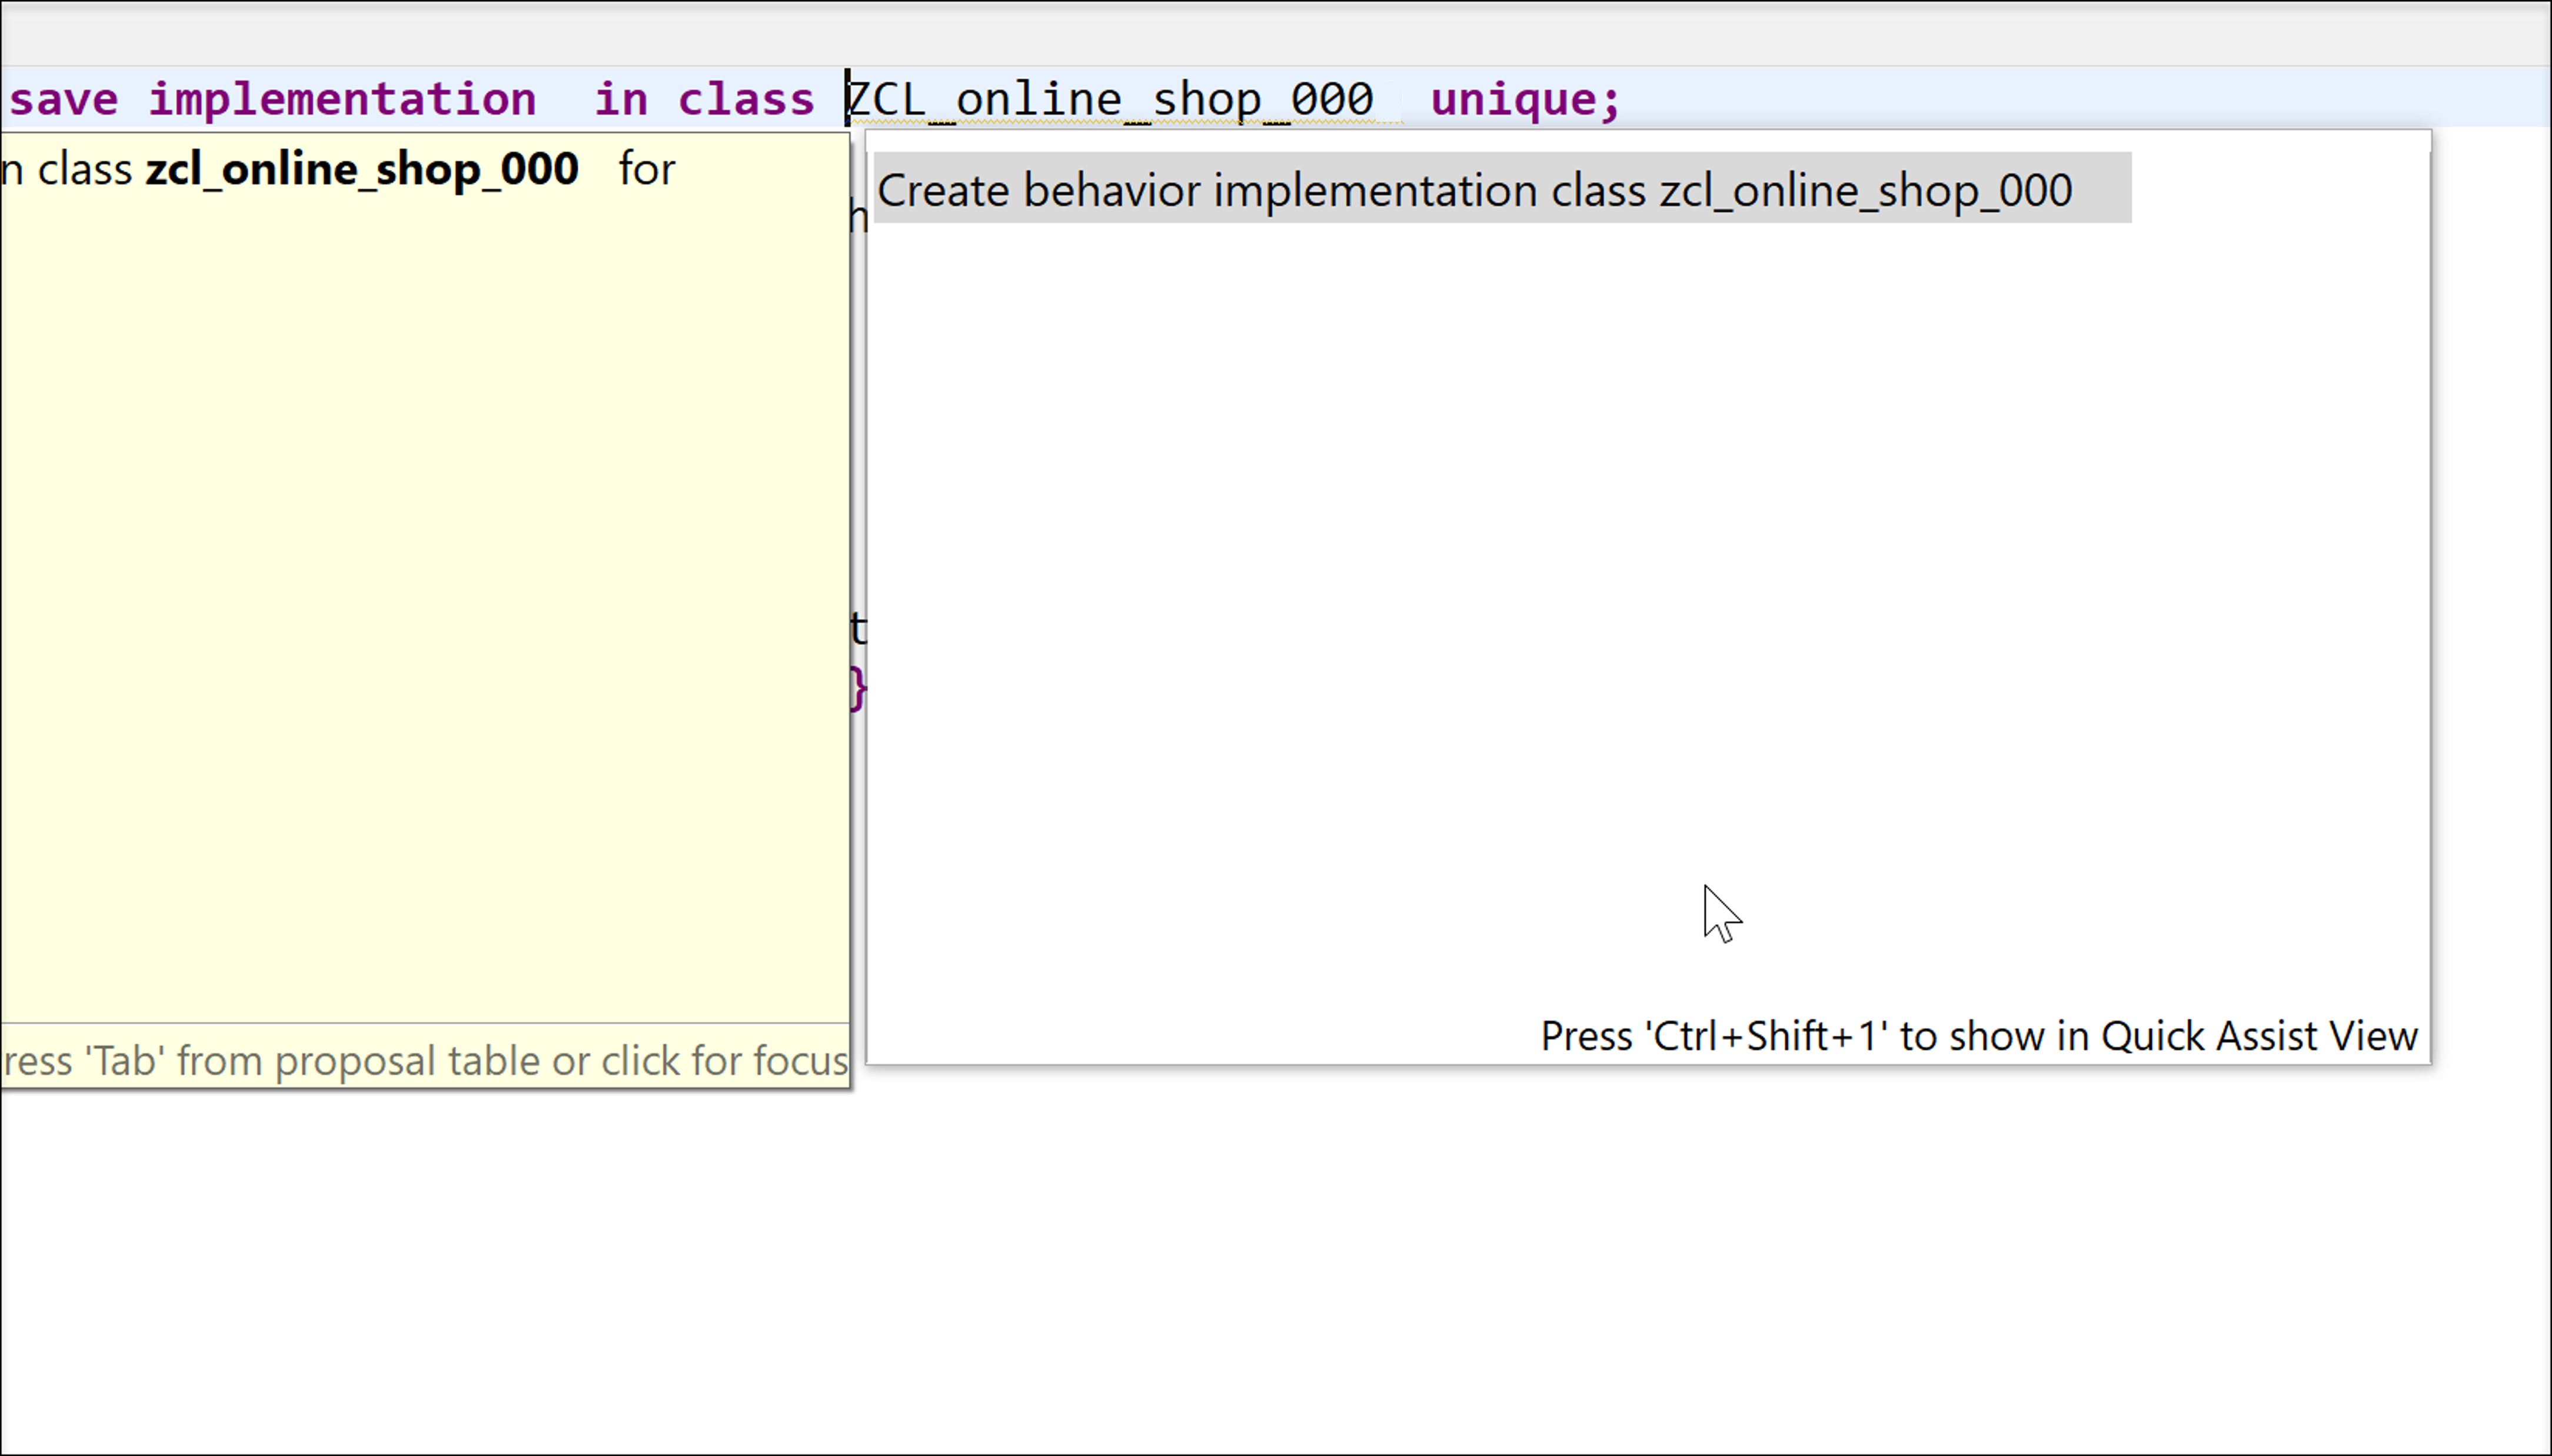 save implementation  in class ZCL_online_shop_000  unique;
n class zcl_online_shop_000 for
Create behavior implementation class zcl_online_shop_000
h
t
}
Press 'Ctrl+Shift+1' to show in Quick Assist View
ress 'Tab' from proposal table or click for focus